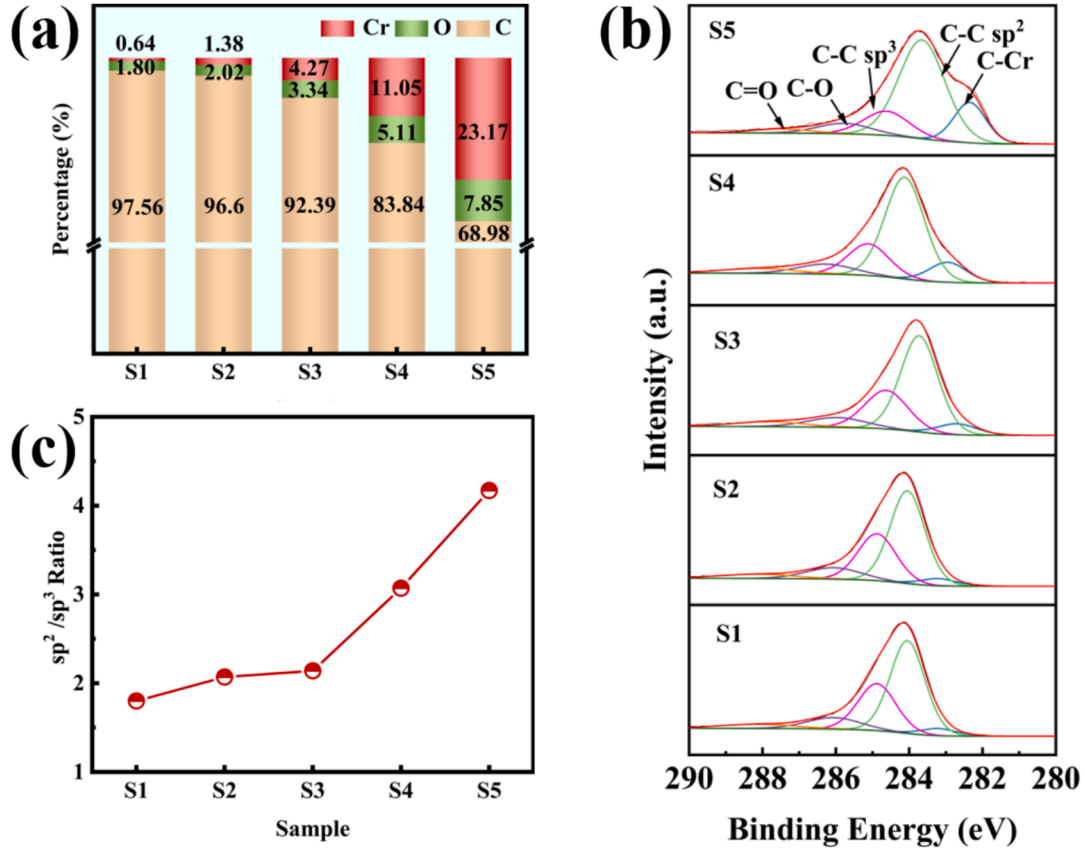 (a)
Cr O C
0.64 1.38
1.80 2.02 4.27 11.05 23.17
3.34 5.11 7.85
97.56 96.6 92.39 83.84 68.98
Percentage (%)
S1 S2 S3 S4 S5
(b)
S5
C=O C-O C-C sp³ C-C sp² C-Cr
S4
S3
S2
S1
Intensity (a.u.)
290 288 286 284 282 280
Binding Energy (eV)
(c)
5
4
3
2
1
sp² /sp³ Ratio
S1 S2 S3 S4 S5
Sample